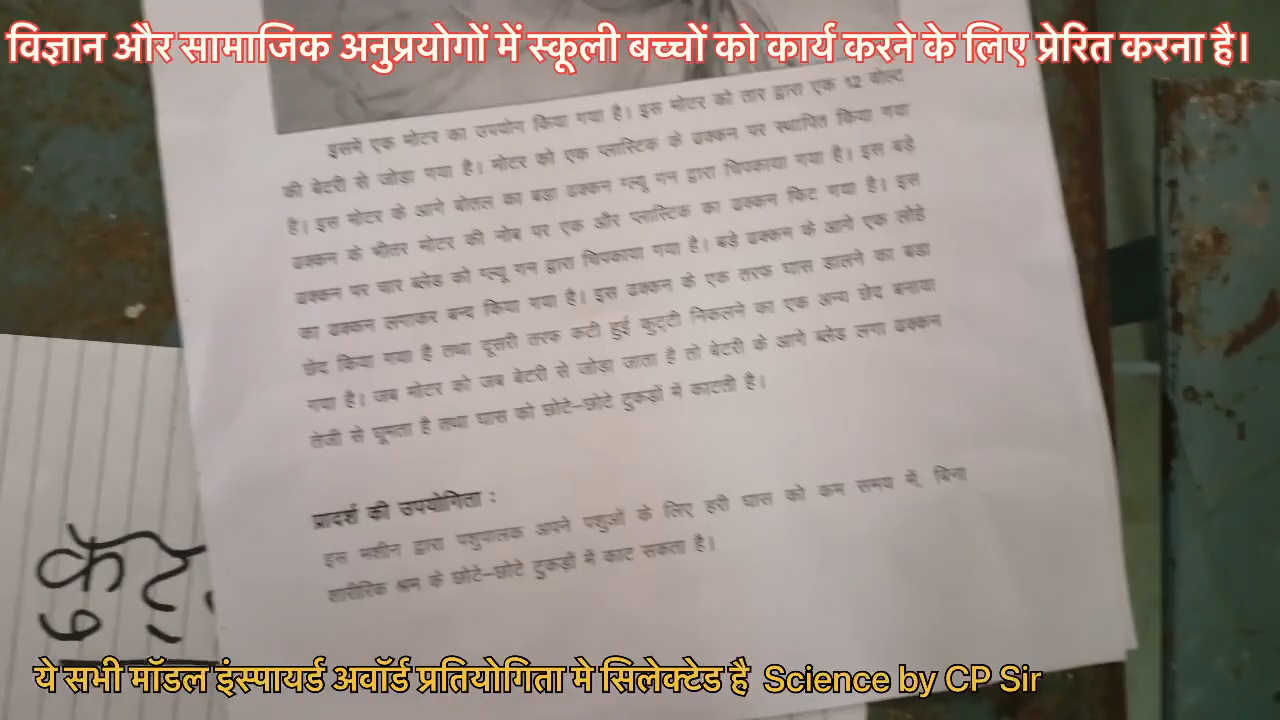 विज्ञान और सामाजिक अनुप्रयोगों में स्कूली बच्चों को कार्य करने के लिए प्रेरित करना है।
इसमें एक मोटर का उपयोग किया गया है। इस मोटर को तार द्वारा एक 12 वोल्ट
की बेटरी से जोडा गया है। मोटर को एक प्लास्टिक के ढक्कन पर स्थापित किया गया
है। इस मोटर के आगे बोतल का बडा ढक्कन ग्ल्यू गन द्वारा चिपकाया गया है। इस बड़े
ढक्कन के भीतर मोटर की नोब पर एक और प्लास्टिक का ढक्कन फिट गया है। इस
ढक्कन पर चार ब्लेड को ग्ल्यू गन द्वारा चिपकाया गया है। बड़े ढक्कन के आगे एक लोहे
का ढक्कन लगाकर बन्द किया गया है। इस ढक्कन के एक तरफ घास डालने का बडा
छेद किया गया है तथा दूसरी तरफ कटी हुई कुट्टी निकलने का एक अन्य छेद बनाया
गया है। जब मोटर को जब बेटरी से जोड़ा जाता है तो बेटरी के आगे ब्लेड लगा ढक्कन
तेजी से घूमता है तथा घास को छोटे-छोटे टुकड़ों में काटती है।
प्रादर्श की उपयोगिता :
इस मशीन द्वारा पशुपालक अपने पशुओं के लिए हरी घास को कम समय में, बिना
शारीरिक श्रम के छोटे-छोटे टुकड़ों में काट सकता है।
ये सभी मॉडल इंस्पायर्ड अवॉर्ड प्रतियोगिता मे सिलेक्टेड है Science by CP Sir